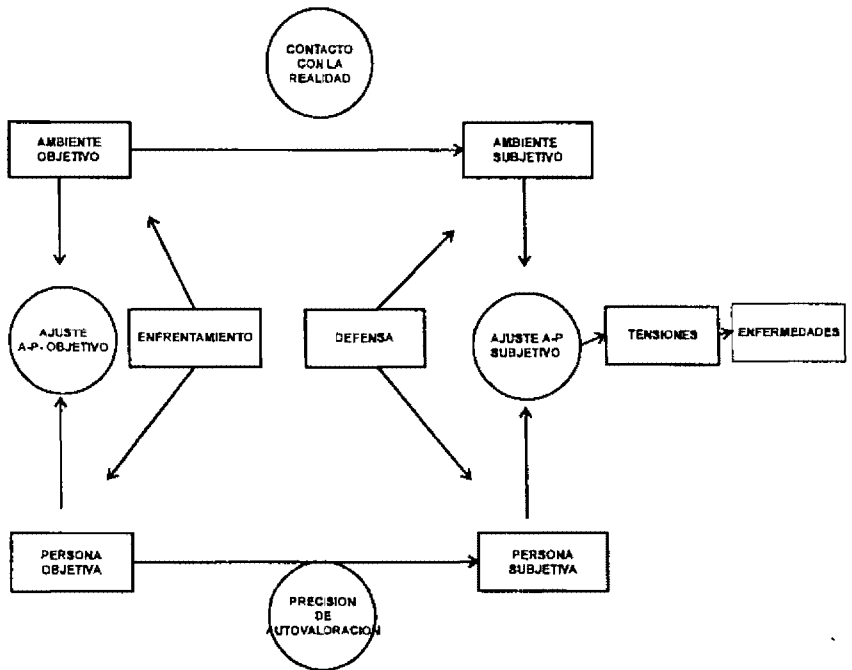 CONTACTO
CON LA
REALIDAD
AMBIENTE
OBJETIVO
AMBIENTE
SUBJETIVO
AJUSTE
A-P- OBJETIVO
ENFRENTAMIENTO
DEFENSA
AJUSTE A-P
SUBJETIVO
TENSIONES
ENFERMEDADES
PERSONA
OBJETIVA
PERSONA
SUBJETIVA
PRECISION
DE
AUTOVALORACION